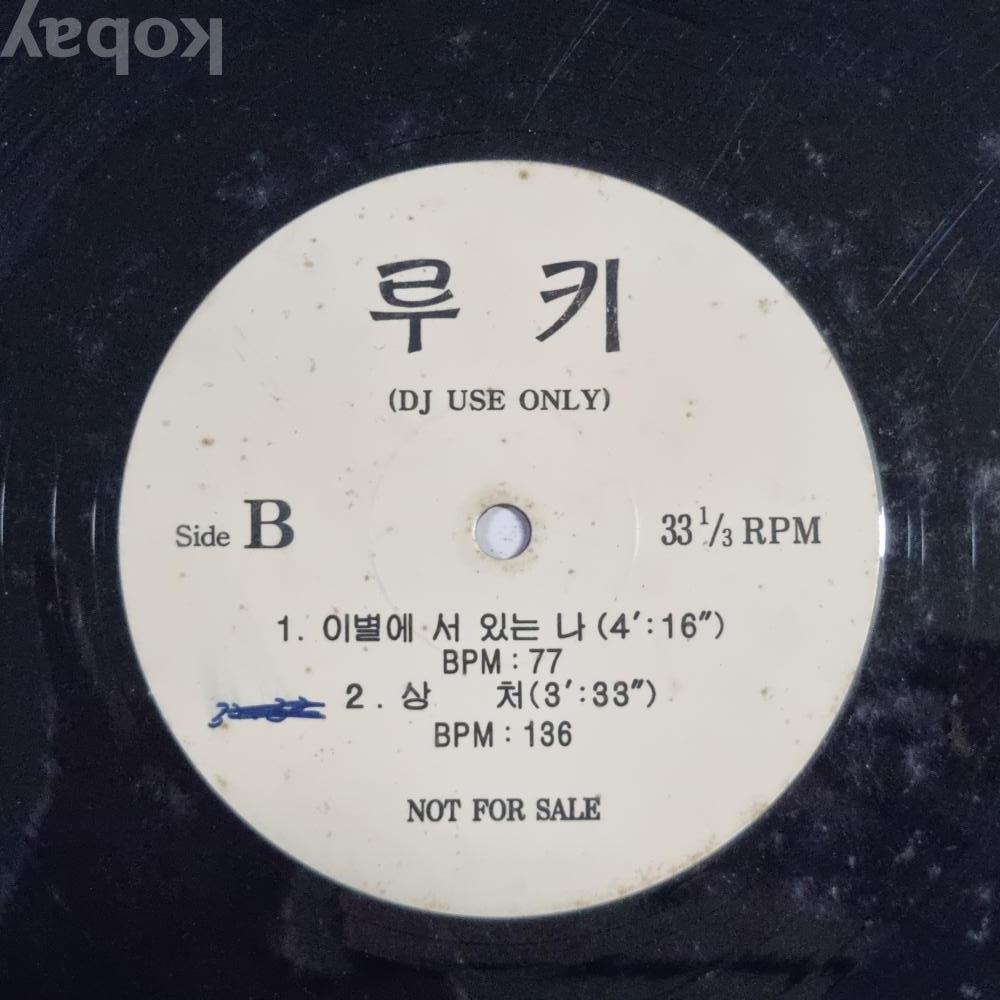 kobay
루 키
(DJ USE ONLY)
Side B
33 1/3 RPM
1. 이별에 서 있는 나 (4′:16″)
BPM : 77
2. 상 처 (3′:33″)
BPM : 136
NOT FOR SALE